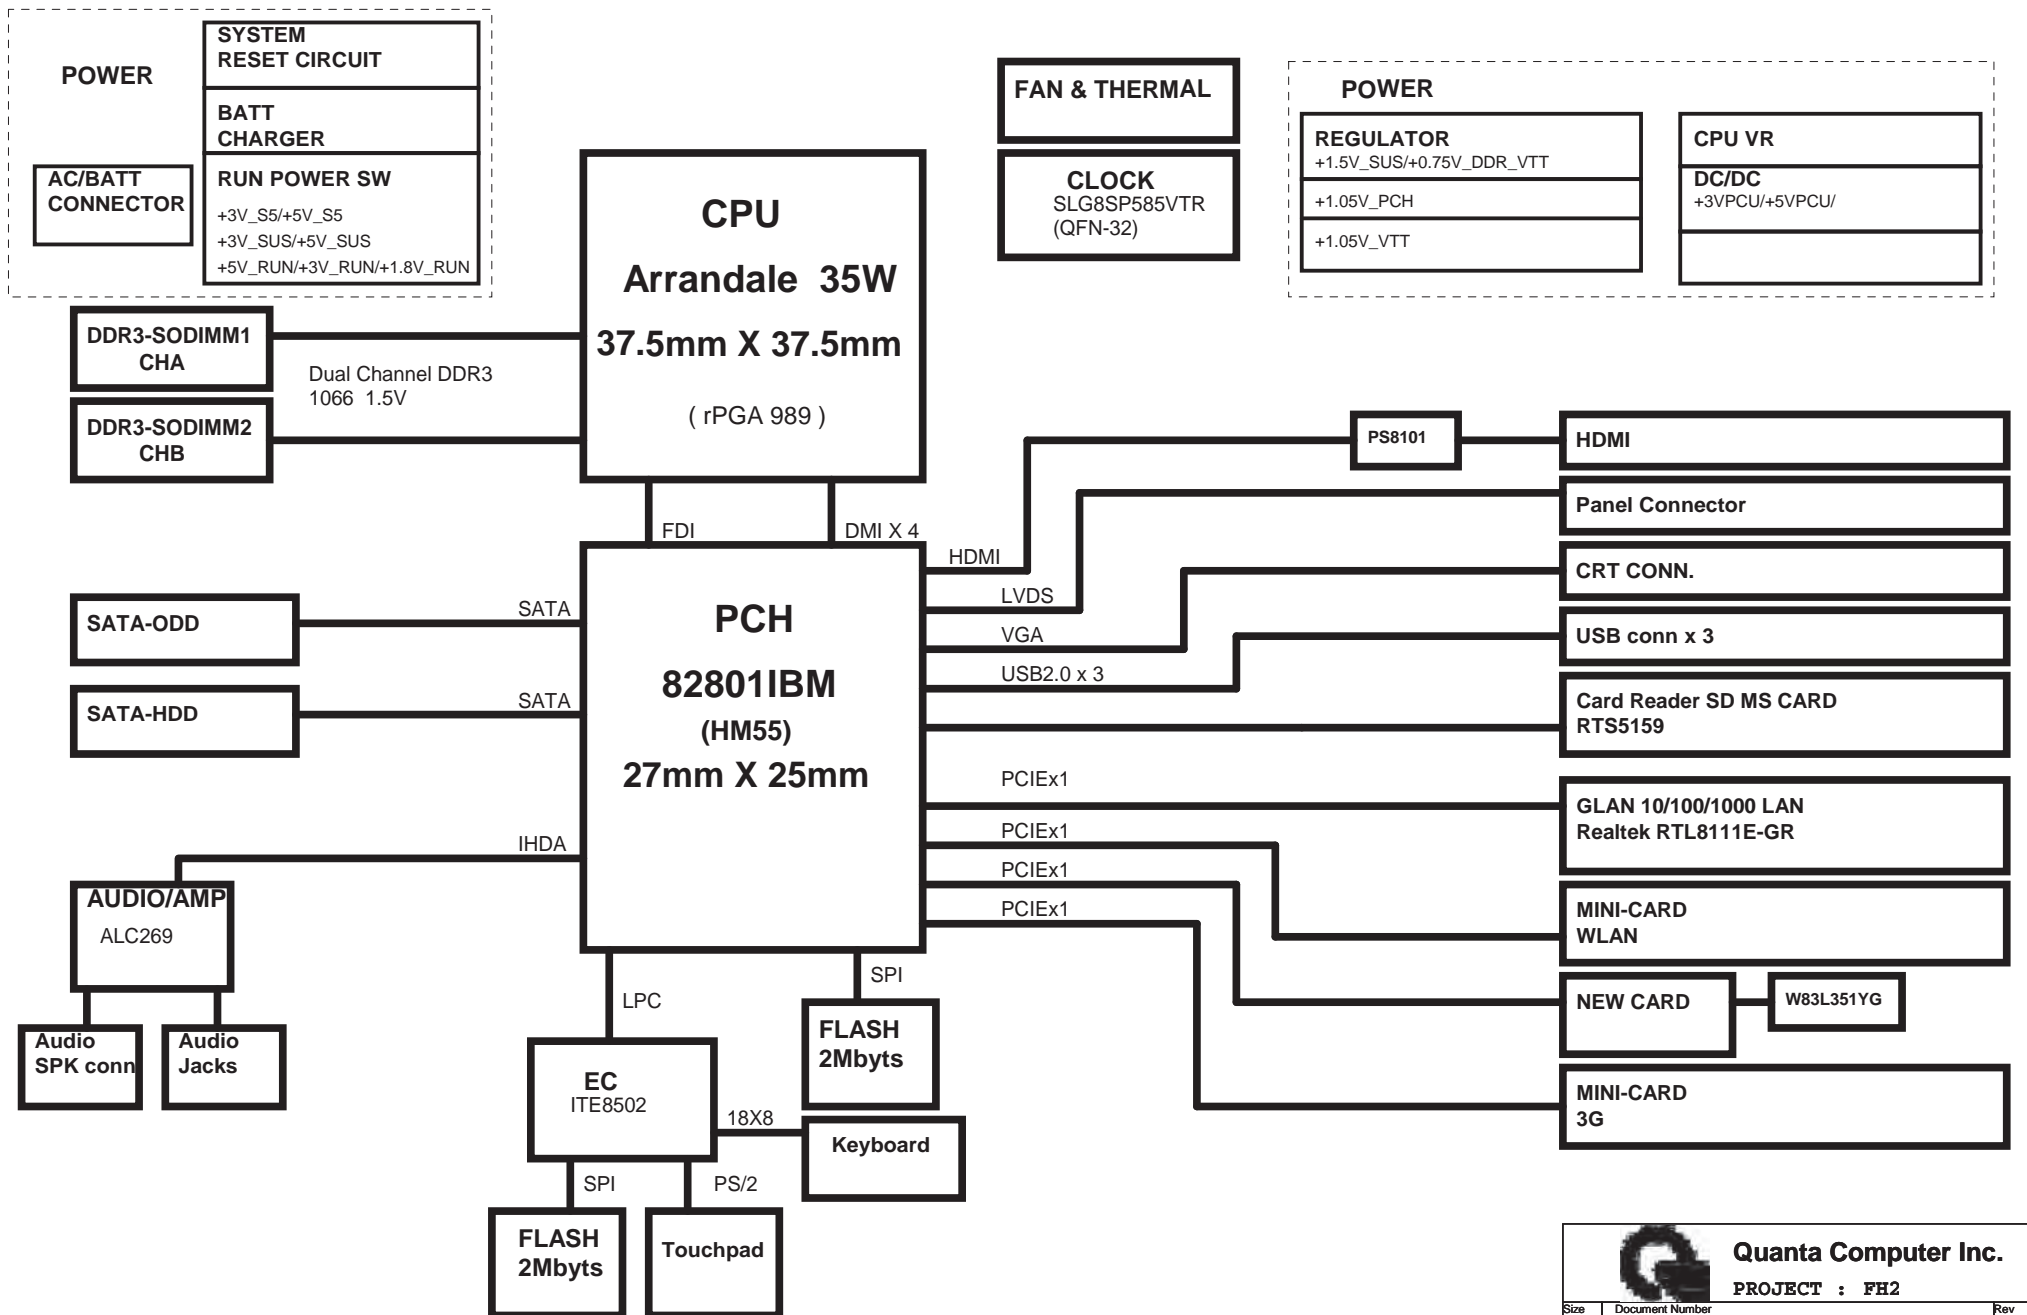 POWER
SYSTEM
RESET CIRCUIT
BATT
CHARGER
AC/BATT
CONNECTOR
RUN POWER SW
+3V_S5/+5V_S5
+3V_SUS/+5V_SUS
+5V_RUN/+3V_RUN/+1.8V_RUN
FAN & THERMAL
CLOCK
SLG8SP585VTR
(QFN-32)
POWER
REGULATOR
+1.5V_SUS/+0.75V_DDR_VTT
+1.05V_PCH
+1.05V_VTT
CPU VR
DC/DC
+3VPCU/+5VPCU/
CPU
Arrandale 35W
37.5mm X 37.5mm
( rPGA 989 )
DDR3-SODIMM1
CHA
Dual Channel DDR3
1066 1.5V
DDR3-SODIMM2
CHB
FDI
DMI X 4
PCH
82801IBM
(HM55)
27mm X 25mm
SATA-ODD
SATA
SATA-HDD
SATA
IHDA
AUDIO/AMP
ALC269
Audio
SPK conn
Audio
Jacks
HDMI
PS8101
HDMI
LVDS
Panel Connector
VGA
CRT CONN.
USB2.0 x 3
USB conn x 3
Card Reader SD MS CARD
RTS5159
PCIEx1
GLAN 10/100/1000 LAN
Realtek RTL8111E-GR
PCIEx1
MINI-CARD
WLAN
PCIEx1
NEW CARD
W83L351YG
PCIEx1
MINI-CARD
3G
LPC
SPI
FLASH
2Mbyts
EC
ITE8502
18X8
Keyboard
SPI
PS/2
FLASH
2Mbyts
Touchpad
Quanta Computer Inc.
PROJECT : FH2
Size
Document Number
Rev